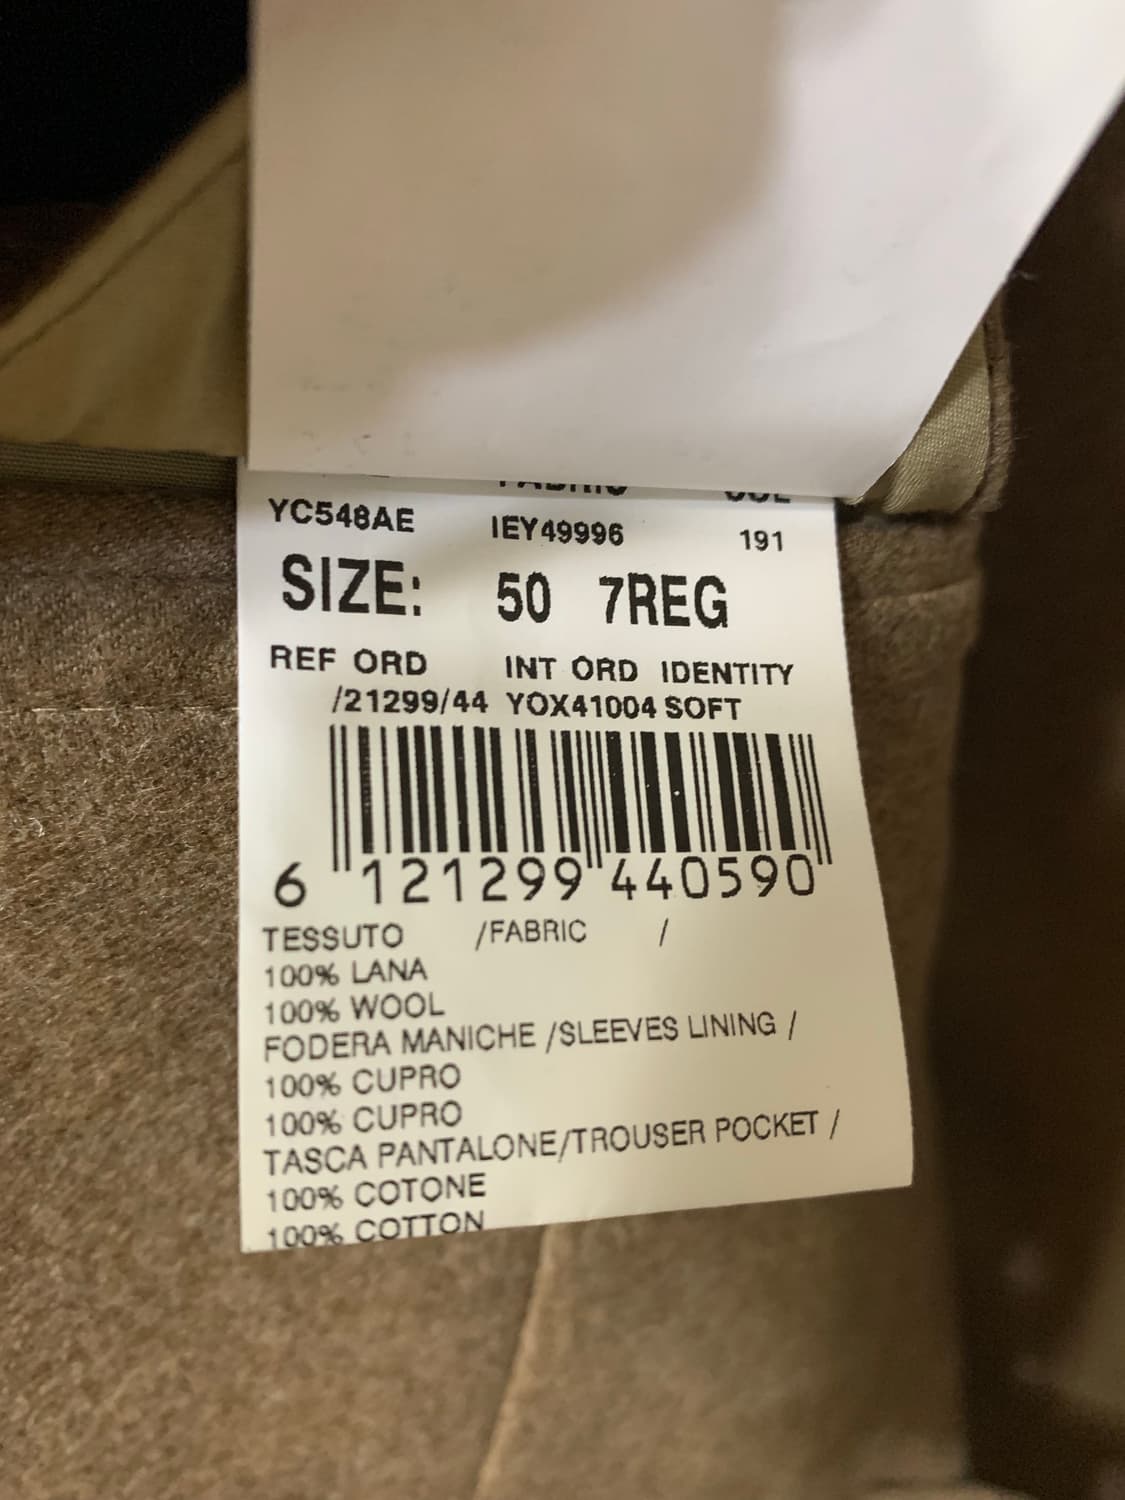 FABRIC COL
YC548AE IEY49996 191
SIZE: 50 7REG
REF ORD INT ORD IDENTITY
/21299/44 YOX41004 SOFT
6 121299 440590
TESSUTO /FABRIC /
100% LANA
100% WOOL
FODERA MANICHE /SLEEVES LINING /
100% CUPRO
100% CUPRO
TASCA PANTALONE/TROUSER POCKET /
100% COTONE
100% COTTON